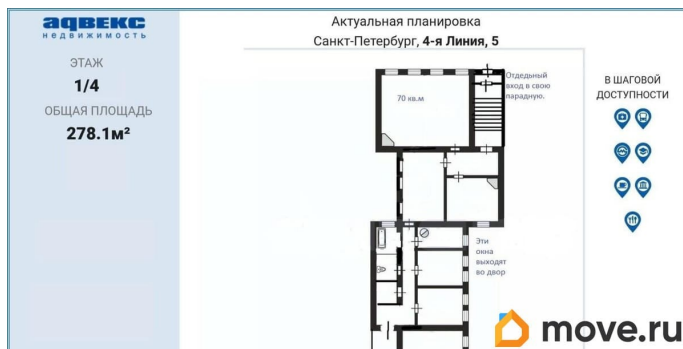 адвекс
недвижимость
ЭТАЖ
1/4
ОБЩАЯ ПЛОЩАДЬ
278.1м²
Актуальная планировка
Санкт-Петербург, 4-я Линия, 5
70 кв.м
Отдедьный
вход в свою
парадную.
Эти
окна
выходят
во двор
В ШАГОВОЙ
ДОСТУПНОСТИ
move.ru